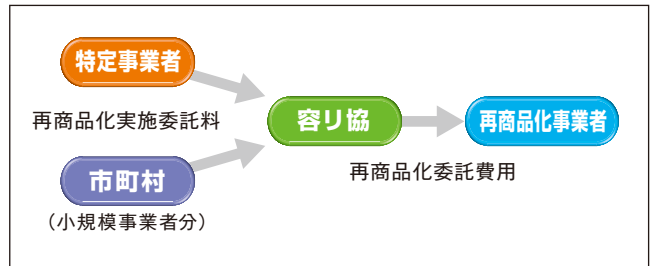 特定事業者
再商品化実施委託料
市町村
（小規模事業者分）
容リ協
再商品化事業者
再商品化委託費用